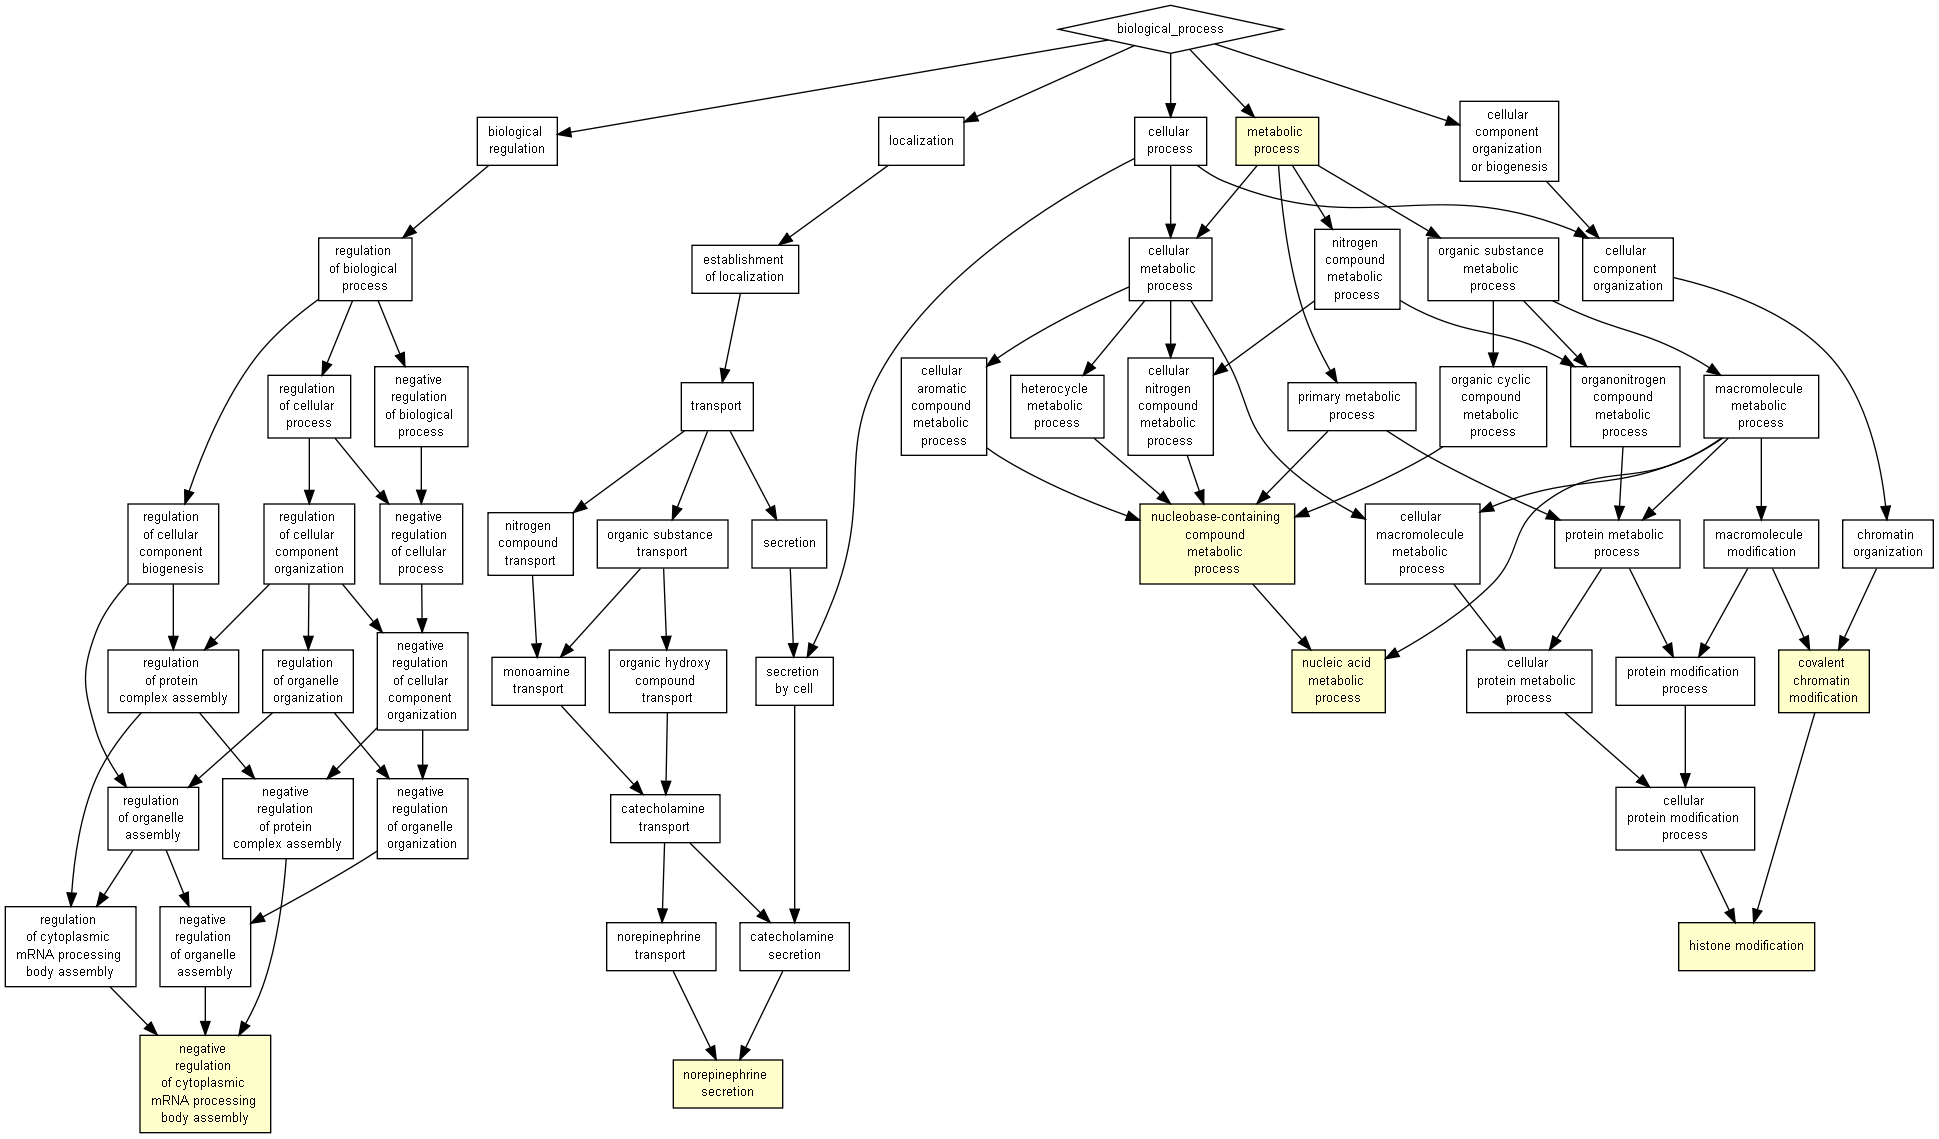 biological_process
biological
regulation
localization
cellular
process
metabolic
process
cellular
component
organization
or biogenesis
regulation
of biological
process
establishment
of localization
cellular
metabolic
process
nitrogen
compound
metabolic
process
organic substance
metabolic
process
cellular
component
organization
regulation
of cellular
process
negative
regulation
of biological
process
transport
cellular
aromatic
compound
metabolic
process
heterocycle
metabolic
process
cellular
nitrogen
compound
metabolic
process
primary metabolic
process
organic cyclic
compound
metabolic
process
organonitrogen
compound
metabolic
process
macromolecule
metabolic
process
regulation
of cellular
component
biogenesis
regulation
of cellular
component
organization
negative
regulation
of cellular
process
nitrogen
compound
transport
organic substance
transport
secretion
nucleobase-containing
compound
metabolic
process
cellular
macromolecule
metabolic
process
protein metabolic
process
macromolecule
modification
chromatin
organization
regulation
of protein
complex assembly
regulation
of organelle
organization
negative
regulation
of cellular
component
organization
monoamine
transport
organic hydroxy
compound
transport
secretion
by cell
nucleic acid
metabolic
process
cellular
protein metabolic
process
protein modification
process
covalent
chromatin
modification
regulation
of organelle
assembly
negative
regulation
of protein
complex assembly
negative
regulation
of organelle
organization
catecholamine
transport
cellular
protein modification
process
regulation
of cytoplasmic
mRNA processing
body assembly
negative
regulation
of organelle
assembly
norepinephrine
transport
catecholamine
secretion
histone modification
negative
regulation
of cytoplasmic
mRNA processing
body assembly
norepinephrine
secretion